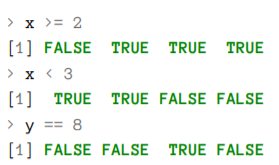 > x >= 2
[1] FALSE TRUE TRUE TRUE
> x < 3
[1] TRUE TRUE FALSE FALSE
> y == 8
[1] FALSE FALSE TRUE FALSE